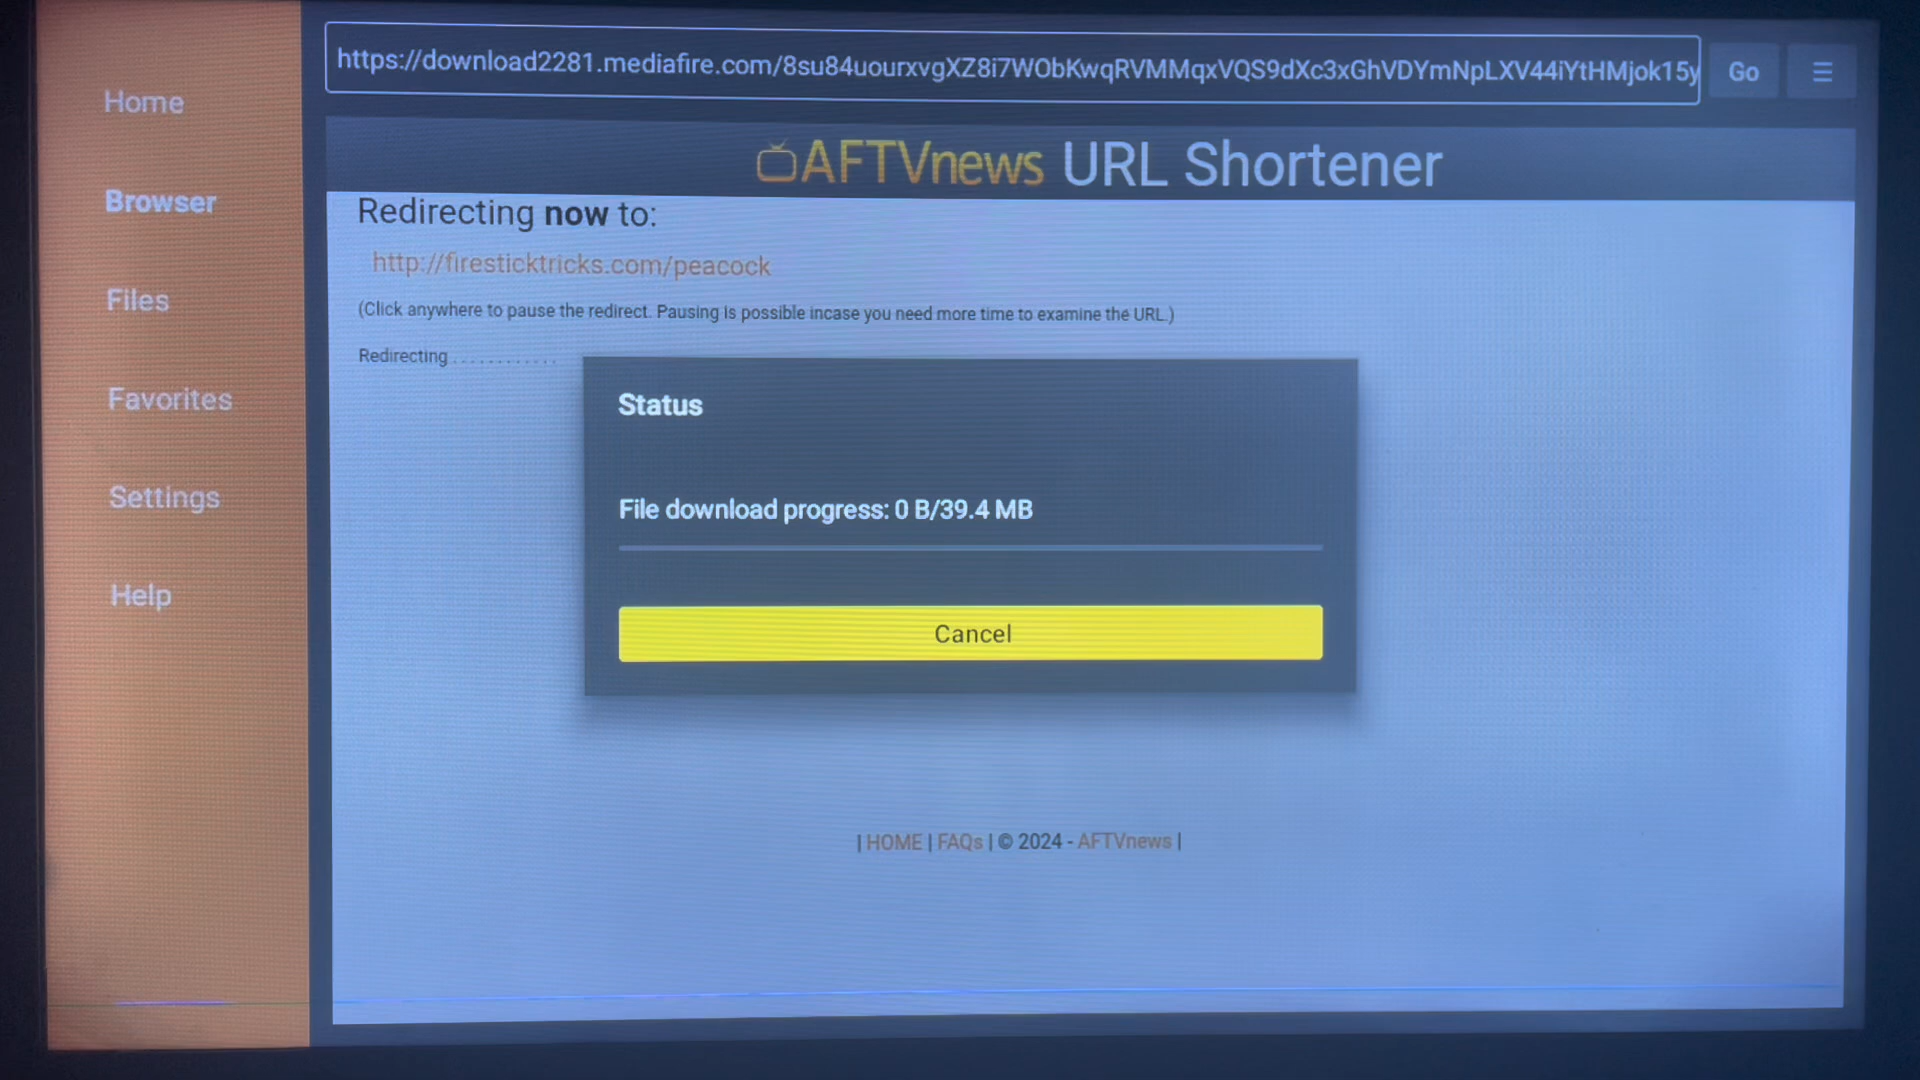 https://download2281.mediafire.com/8su84uourxvgXZ8i7WObKwqRVMMqxVQS9dXc3xGhVDYmNpLXV44iYtHMjok15y
Go
Home
Browser
Files
Favorites
Settings
Help
AFTVnews URL Shortener
Redirecting now to:
http://firesticktricks.com/peacock
(Click anywhere to pause the redirect. Pausing is possible incase you need more time to examine the URL.)
Redirecting . . . . . . . . . . . .
Status
File download progress: 0 B/39.4 MB
Cancel
| HOME | FAQs | © 2024 - AFTVnews |